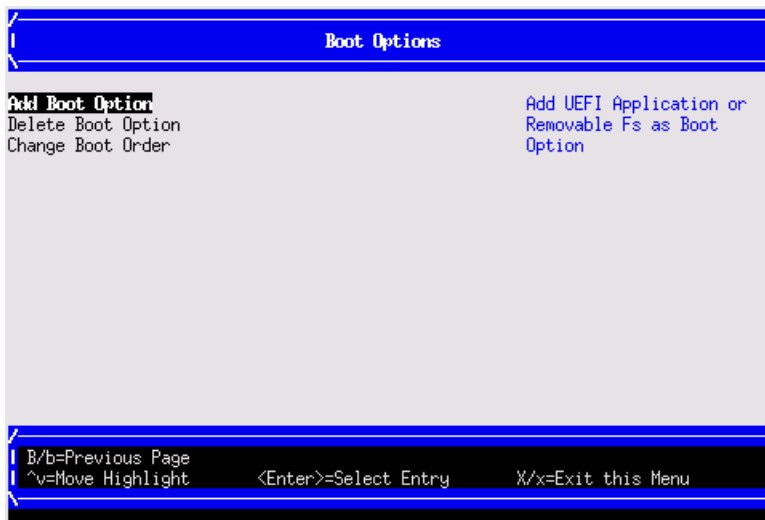 Boot Options
Add Boot Option
Delete Boot Option
Change Boot Order
Add UEFI Application or
Removable Fs as Boot
Option
B/b=Previous Page
^v=Move Highlight <Enter>=Select Entry X/x=Exit this Menu